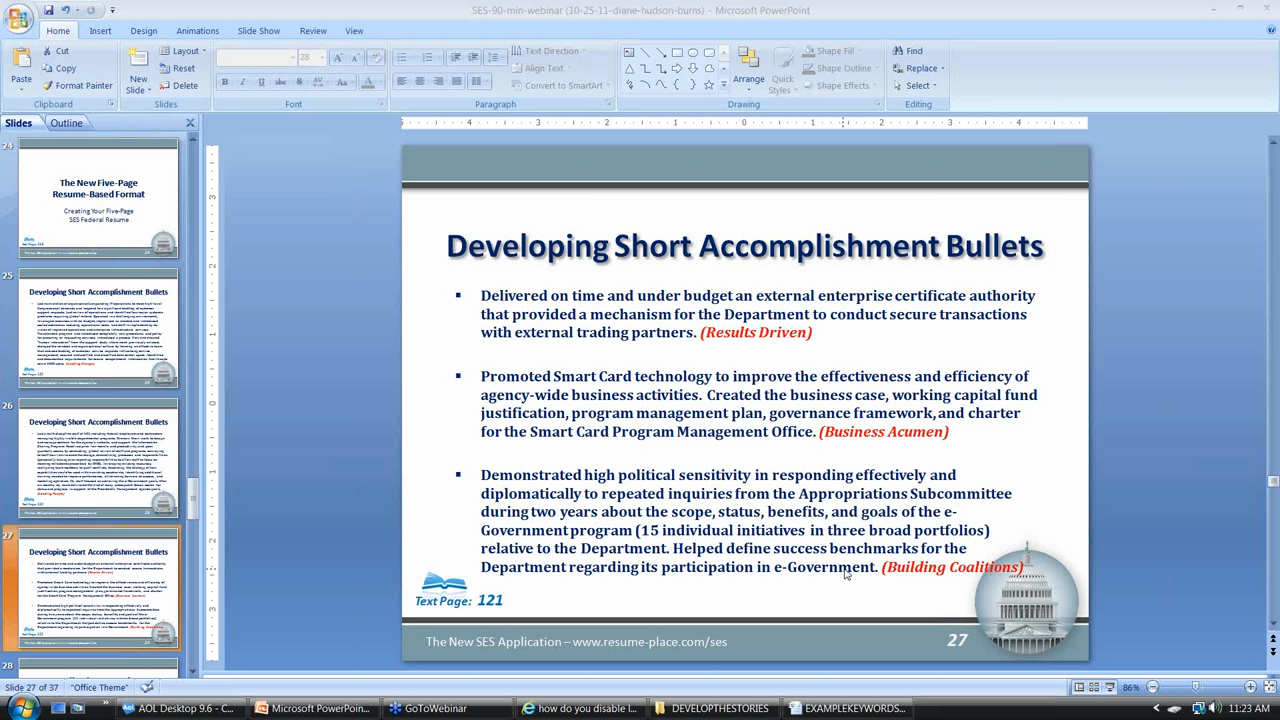 SES-90-min-webinar (10-25-11-diane-hudson-burns) - Microsoft PowerPoint
Home Insert Design Animations Slide Show Review View
Cut
Copy
Format Painter
Paste
Clipboard
New
Slide
Layout
Reset
Delete
Slides
28
Font
Text Direction
Align Text
Convert to SmartArt
Paragraph
Arrange
Quick
Styles
Shape Fill
Shape Outline
Shape Effects
Drawing
Find
Replace
Select
Editing
Slides Outline
24
The New Five-Page
Resume-Based Format
Creating Your Five-Page
SES Federal Resume
25
Developing Short Accomplishment Bullets
26
Developing Short Accomplishment Bullets
27
Developing Short Accomplishment Bullets
28
Developing Short Accomplishment Bullets
▪ Delivered on time and under budget an external enterprise certificate authority
that provided a mechanism for the Department to conduct secure transactions
with external trading partners. (Results Driven)
▪ Promoted Smart Card technology to improve the effectiveness and efficiency of
agency-wide business activities. Created the business case, working capital fund
justification, program management plan, governance framework, and charter
for the Smart Card Program Management Office. (Business Acumen)
▪ Demonstrated high political sensitivity in responding effectively and
diplomatically to repeated inquiries from the Appropriations Subcommittee
during two years about the scope, status, benefits, and goals of the e-
Government program (15 individual initiatives in three broad portfolios)
relative to the Department. Helped define success benchmarks for the
Department regarding its participation in e-Government. (Building Coalitions)
Text Page: 121
The New SES Application – www.resume-place.com/ses 27
Slide 27 of 37 "Office Theme" 86%
AOL Desktop 9.6 - C... Microsoft PowerPoin... GoToWebinar how do you disable I... DEVELOPTHESTORIES EXAMPLEKEYWORDS... 11:23 AM